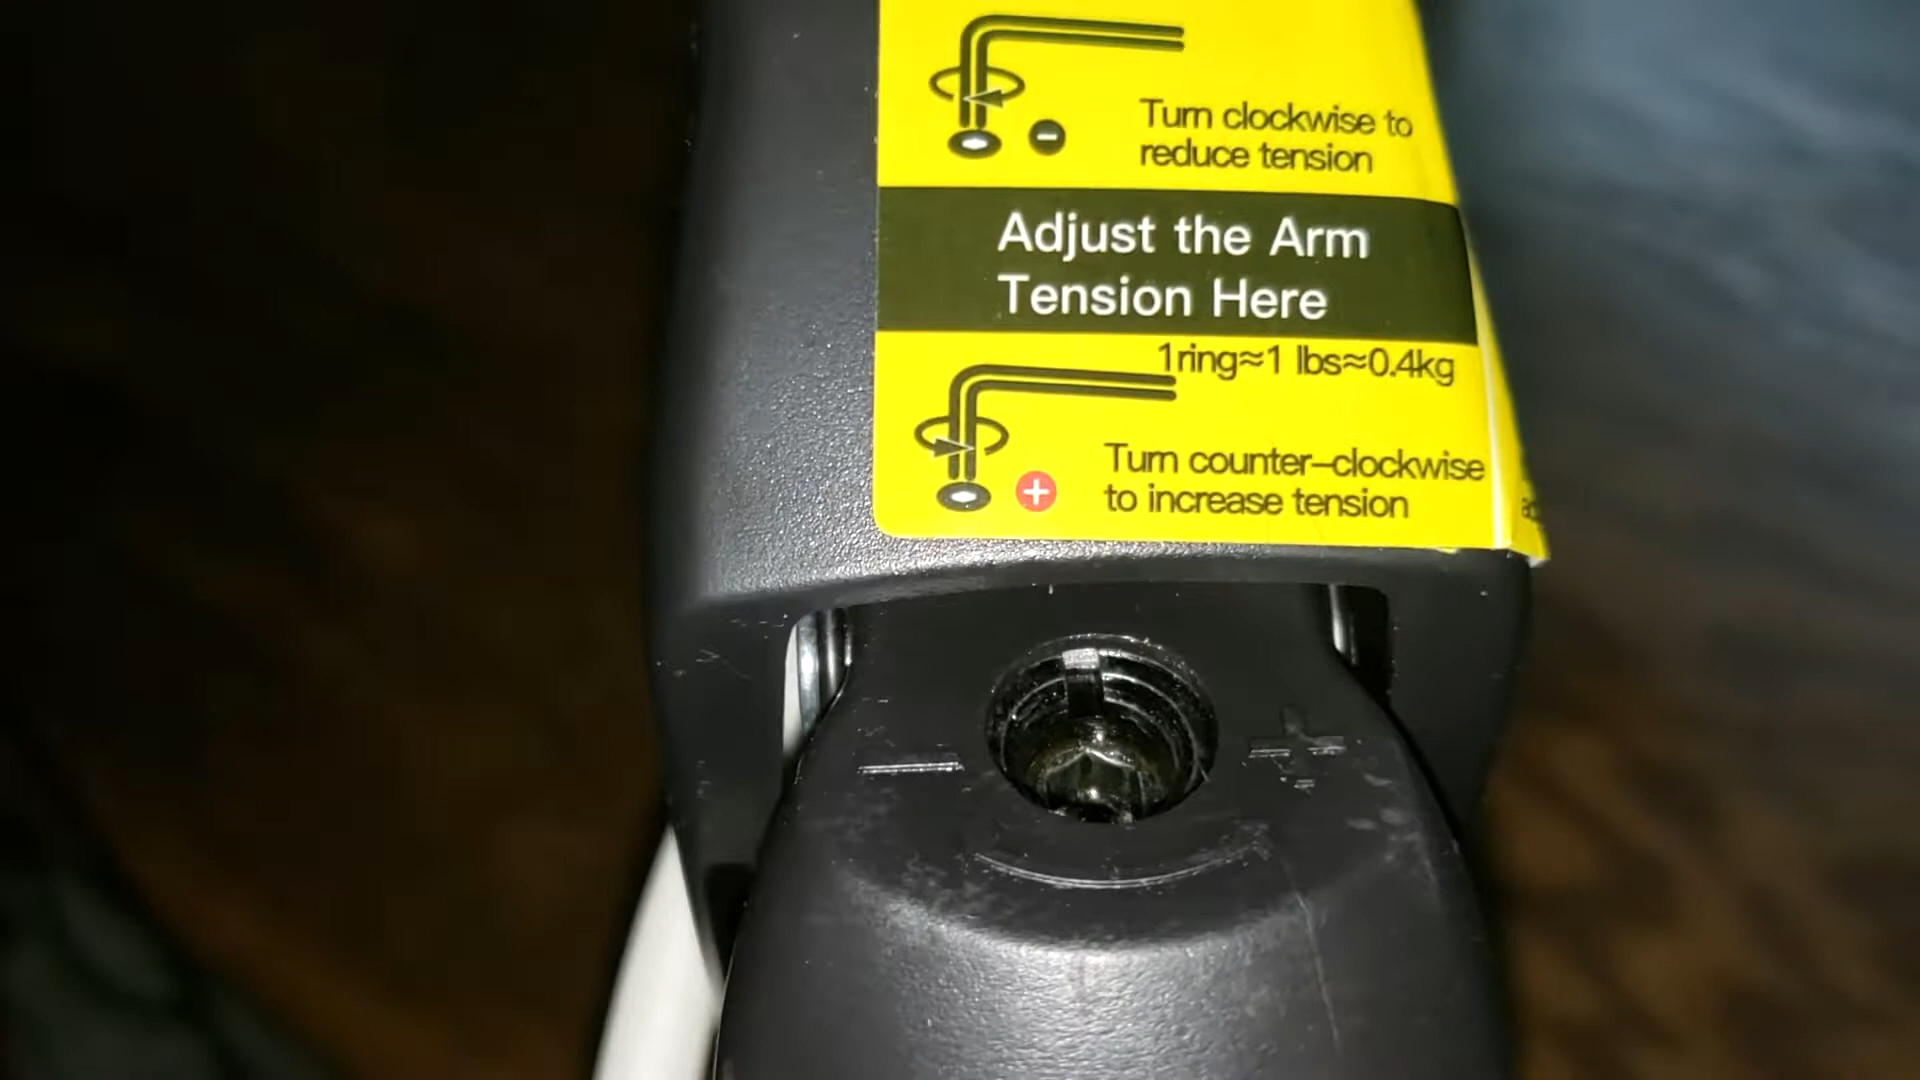 Turn clockwise to
reduce tension
Adjust the Arm
Tension Here
1ring≈1 lbs≈0.4kg
Turn counter-clockwise
to increase tension